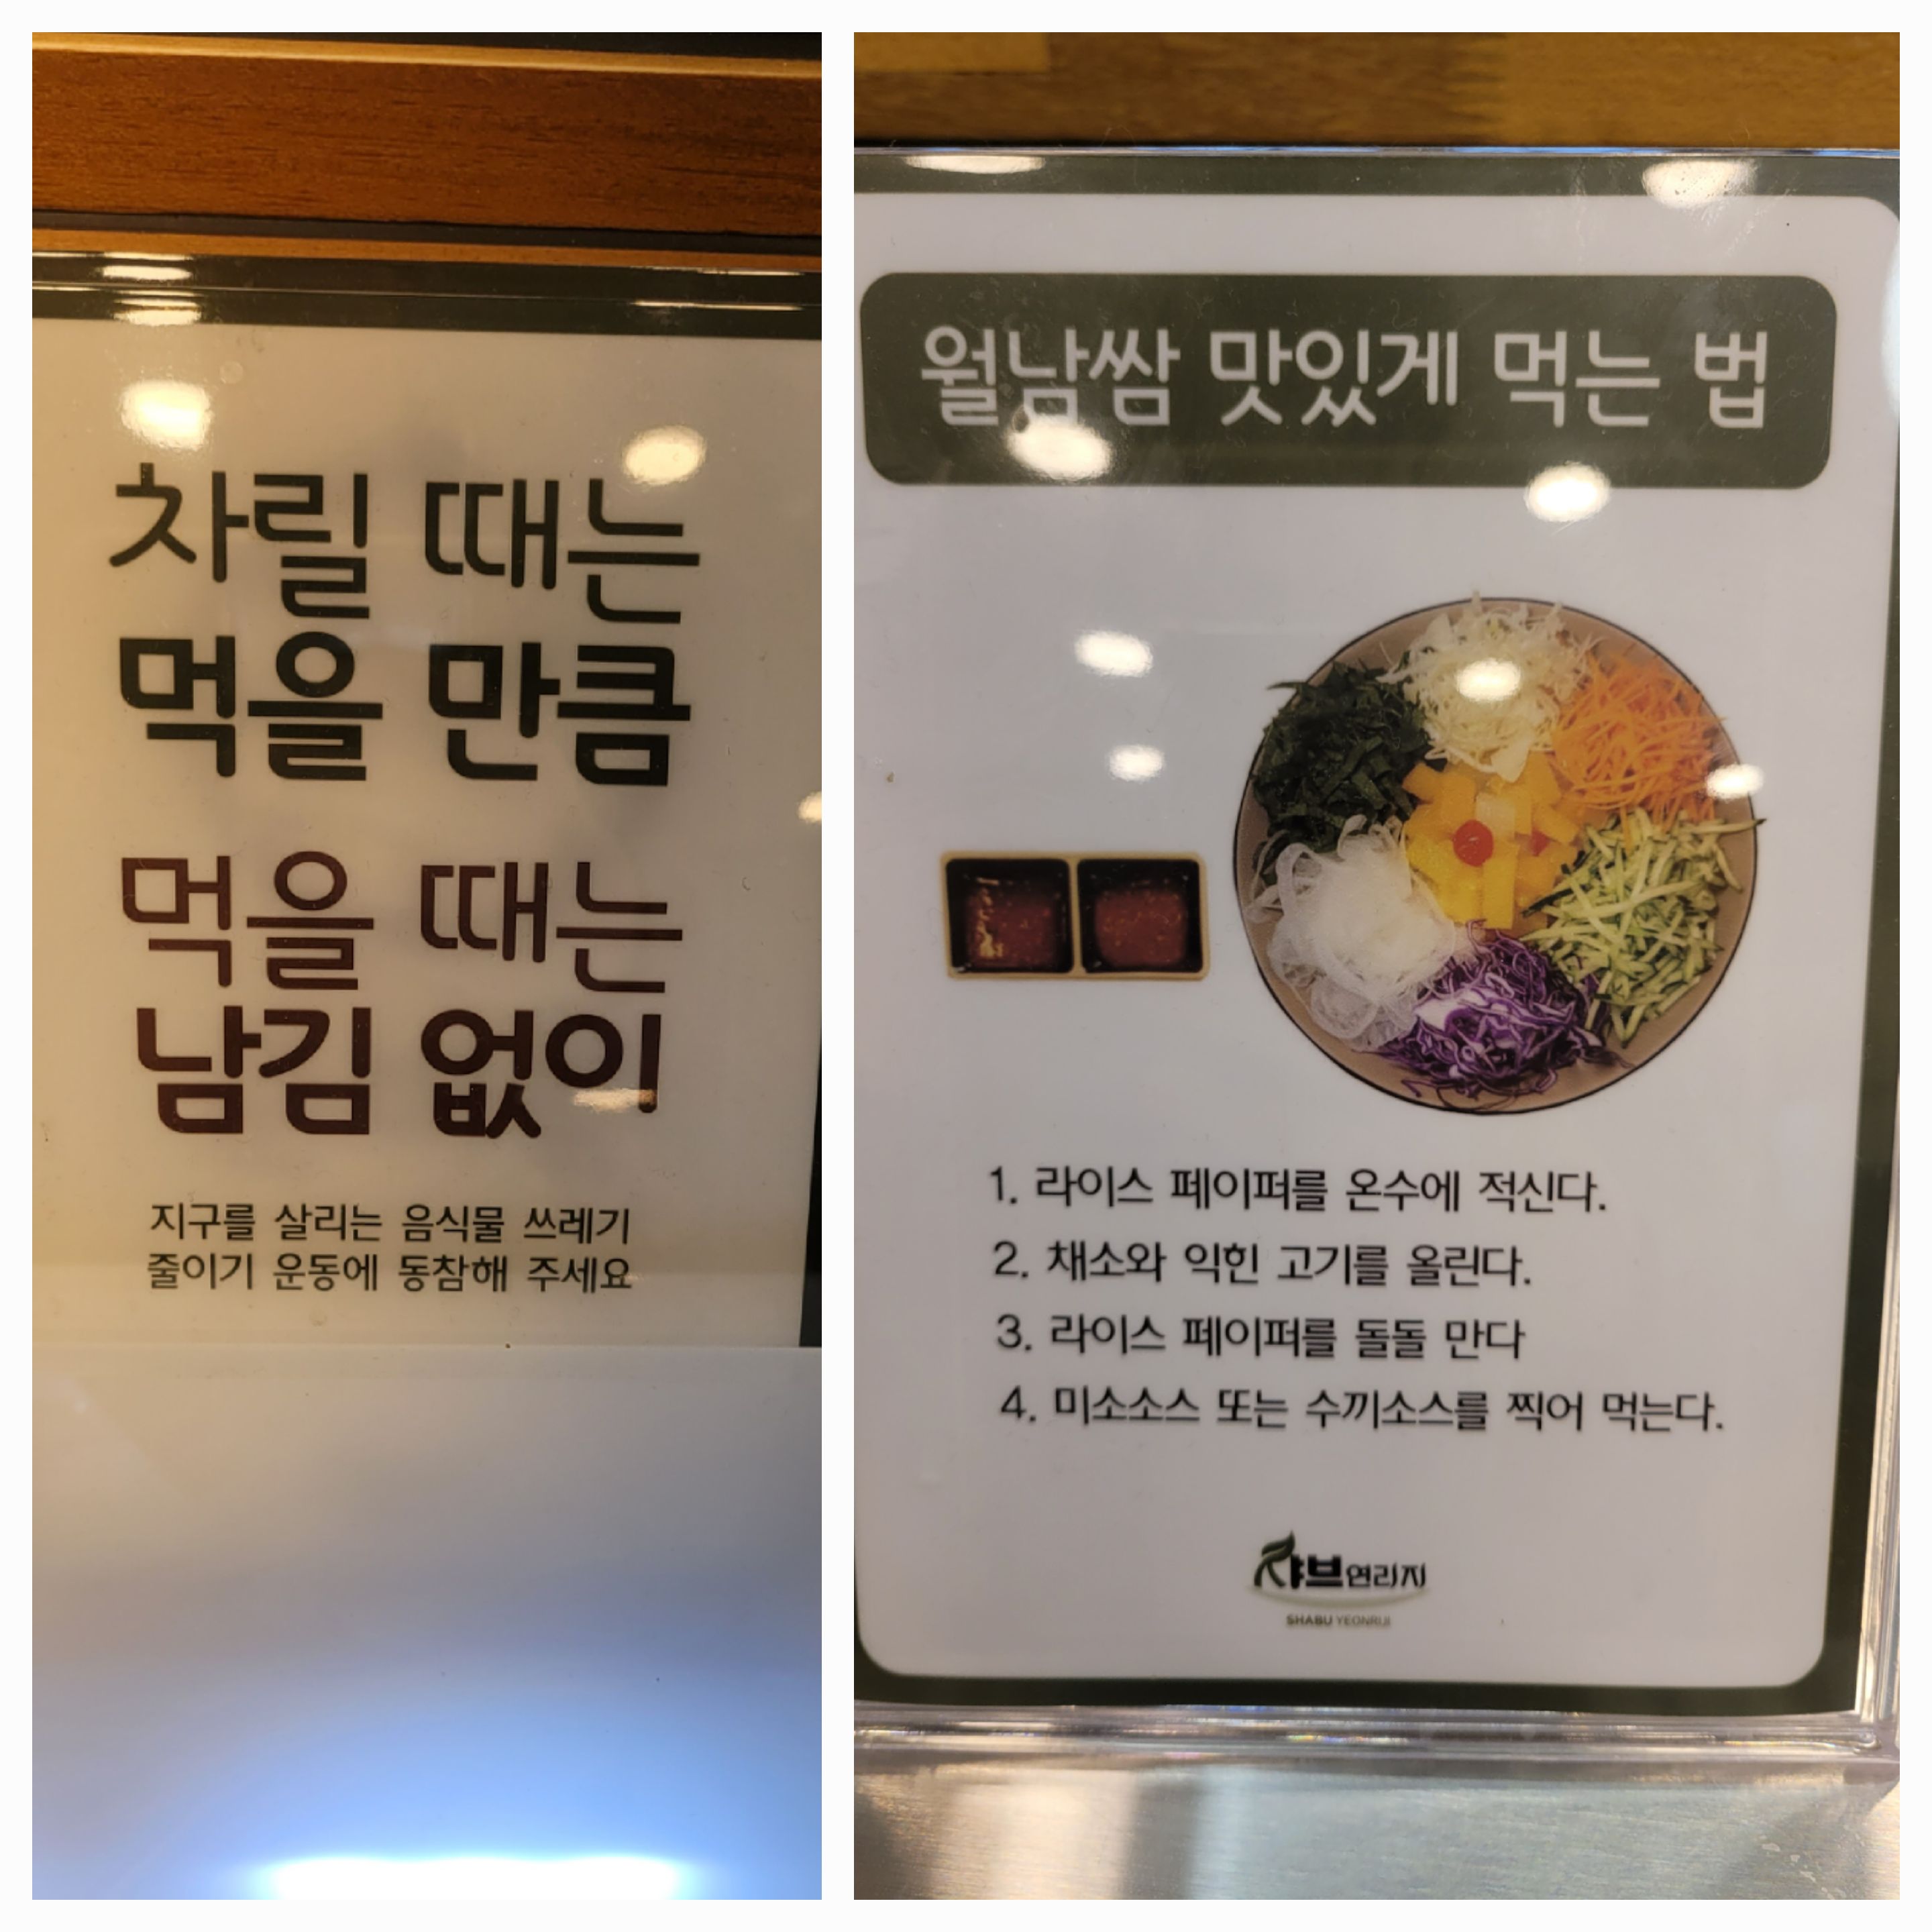 차릴 때는
먹을 만큼
먹을 때는
남김 없이
지구를 살리는 음식물 쓰레기
줄이기 운동에 동참해 주세요
월남쌈 맛있게 먹는 법
1. 라이스 페이퍼를 온수에 적신다.
2. 채소와 익힌 고기를 올린다.
3. 라이스 페이퍼를 돌돌 만다
4. 미소소스 또는 수끼소스를 찍어 먹는다.
샤브연리지
SHABU YEONRIJI